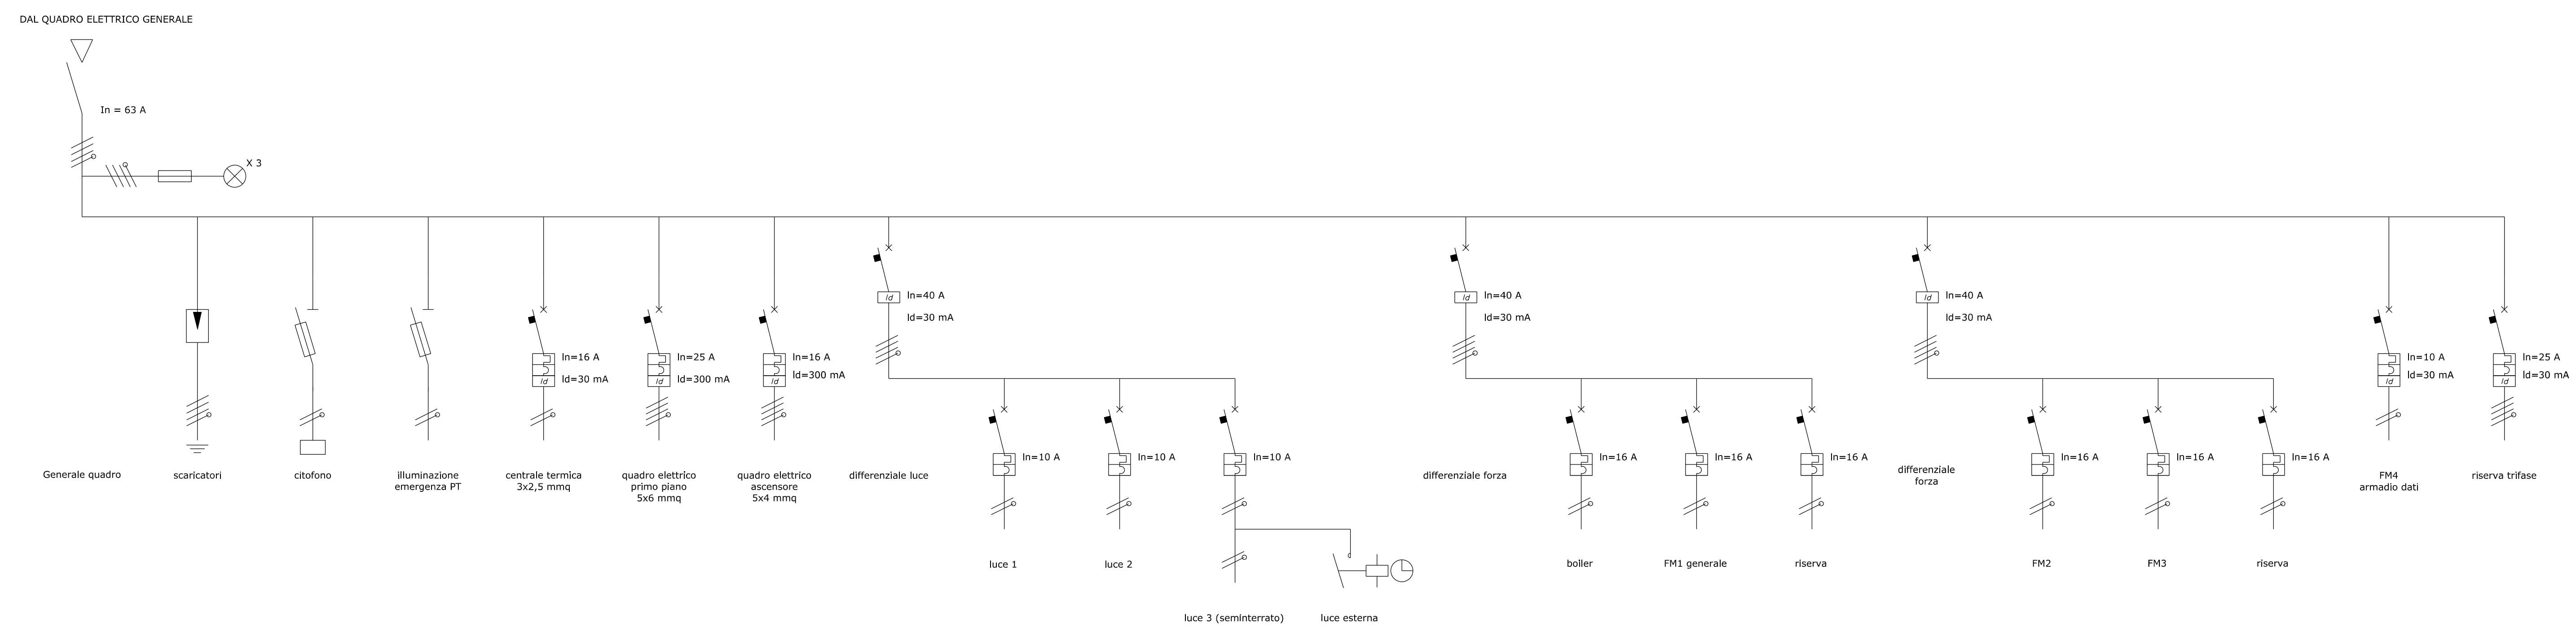 DAL QUADRO ELETTRICO GENERALE
In = 63 A
X 3
Id In=40 A
Id=30 mA
Id In=40 A
Id=30 mA
Id In=40 A
Id=30 mA
In=16 A
Id Id=30 mA
In=25 A
Id Id=300 mA
In=16 A
Id Id=300 mA
In=10 A
Id Id=30 mA
In=25 A
Id Id=30 mA
In=10 A
In=10 A
In=10 A
In=16 A
In=16 A
In=16 A
In=16 A
In=16 A
In=16 A
Generale quadro
scaricatori
citofono
illuminazione
emergenza PT
centrale termica
3x2,5 mmq
quadro elettrico
primo piano
5x6 mmq
quadro elettrico
ascensore
5x4 mmq
differenziale luce
differenziale forza
differenziale
forza
FM4
armadio dati
riserva trifase
luce 1
luce 2
boller
FM1 generale
riserva
FM2
FM3
riserva
luce 3 (seminterrato)
luce esterna